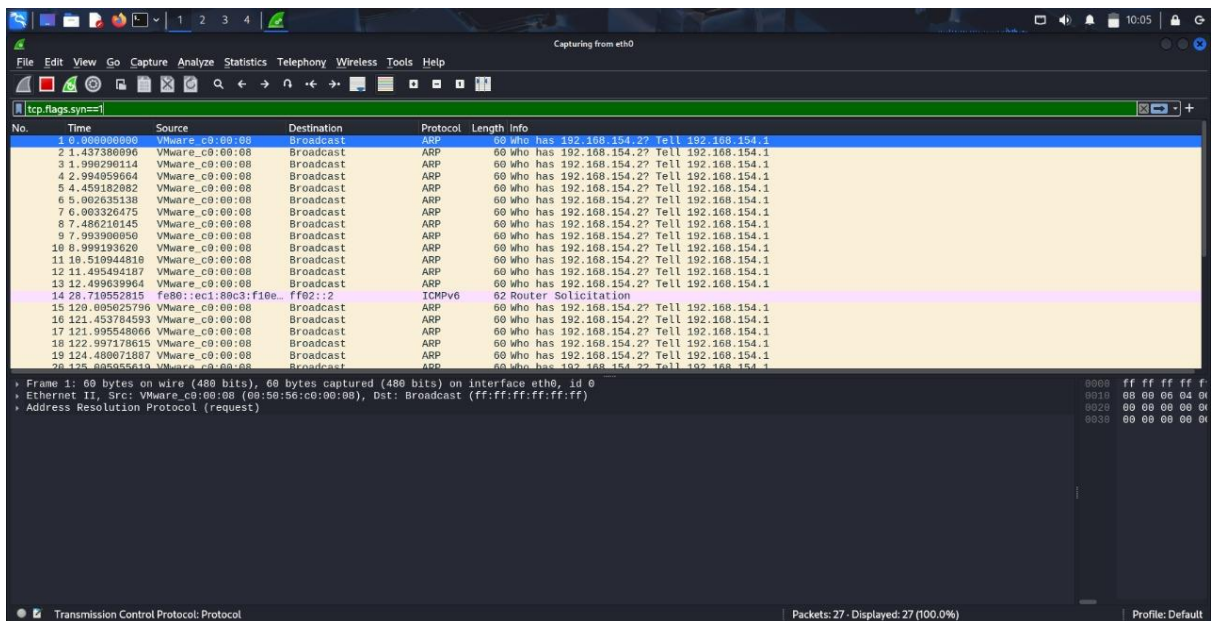 1 2 3 4
10:05
Capturing from eth0
File Edit View Go Capture Analyze Statistics Telephony Wireless Tools Help
tcp.flags.syn==1
No. Time Source Destination Protocol Length Info
1 0.000000000 VMware_c0:00:08 Broadcast ARP 60 Who has 192.168.154.2? Tell 192.168.154.1
2 1.437380096 VMware_c0:00:08 Broadcast ARP 60 Who has 192.168.154.2? Tell 192.168.154.1
3 1.990290114 VMware_c0:00:08 Broadcast ARP 60 Who has 192.168.154.2? Tell 192.168.154.1
4 2.994059664 VMware_c0:00:08 Broadcast ARP 60 Who has 192.168.154.2? Tell 192.168.154.1
5 4.459182082 VMware_c0:00:08 Broadcast ARP 60 Who has 192.168.154.2? Tell 192.168.154.1
6 5.002635138 VMware_c0:00:08 Broadcast ARP 60 Who has 192.168.154.2? Tell 192.168.154.1
7 6.003326475 VMware_c0:00:08 Broadcast ARP 60 Who has 192.168.154.2? Tell 192.168.154.1
8 7.486210145 VMware_c0:00:08 Broadcast ARP 60 Who has 192.168.154.2? Tell 192.168.154.1
9 7.993900050 VMware_c0:00:08 Broadcast ARP 60 Who has 192.168.154.2? Tell 192.168.154.1
10 8.999193620 VMware_c0:00:08 Broadcast ARP 60 Who has 192.168.154.2? Tell 192.168.154.1
11 10.510944810 VMware_c0:00:08 Broadcast ARP 60 Who has 192.168.154.2? Tell 192.168.154.1
12 11.495494187 VMware_c0:00:08 Broadcast ARP 60 Who has 192.168.154.2? Tell 192.168.154.1
13 12.499639964 VMware_c0:00:08 Broadcast ARP 60 Who has 192.168.154.2? Tell 192.168.154.1
14 28.710552815 fe80::ec1:80c3:f10e… ff02::2 ICMPv6 62 Router Solicitation
15 120.005025796 VMware_c0:00:08 Broadcast ARP 60 Who has 192.168.154.2? Tell 192.168.154.1
16 121.453784593 VMware_c0:00:08 Broadcast ARP 60 Who has 192.168.154.2? Tell 192.168.154.1
17 121.995548066 VMware_c0:00:08 Broadcast ARP 60 Who has 192.168.154.2? Tell 192.168.154.1
18 122.997178615 VMware_c0:00:08 Broadcast ARP 60 Who has 192.168.154.2? Tell 192.168.154.1
19 124.480071887 VMware_c0:00:08 Broadcast ARP 60 Who has 192.168.154.2? Tell 192.168.154.1
20 125.005955619 VMware_c0:00:08 Broadcast ARP 60 Who has 192.168.154.2? Tell 192.168.154.1
Frame 1: 60 bytes on wire (480 bits), 60 bytes captured (480 bits) on interface eth0, id 0
Ethernet II, Src: VMware_c0:00:08 (00:50:56:c0:00:08), Dst: Broadcast (ff:ff:ff:ff:ff:ff)
Address Resolution Protocol (request)
0000 ff ff ff ff
0010 08 00 06 04
0020 00 00 00 00
0030 00 00 00 00
Transmission Control Protocol: Protocol
Packets: 27 · Displayed: 27 (100.0%)
Profile: Default